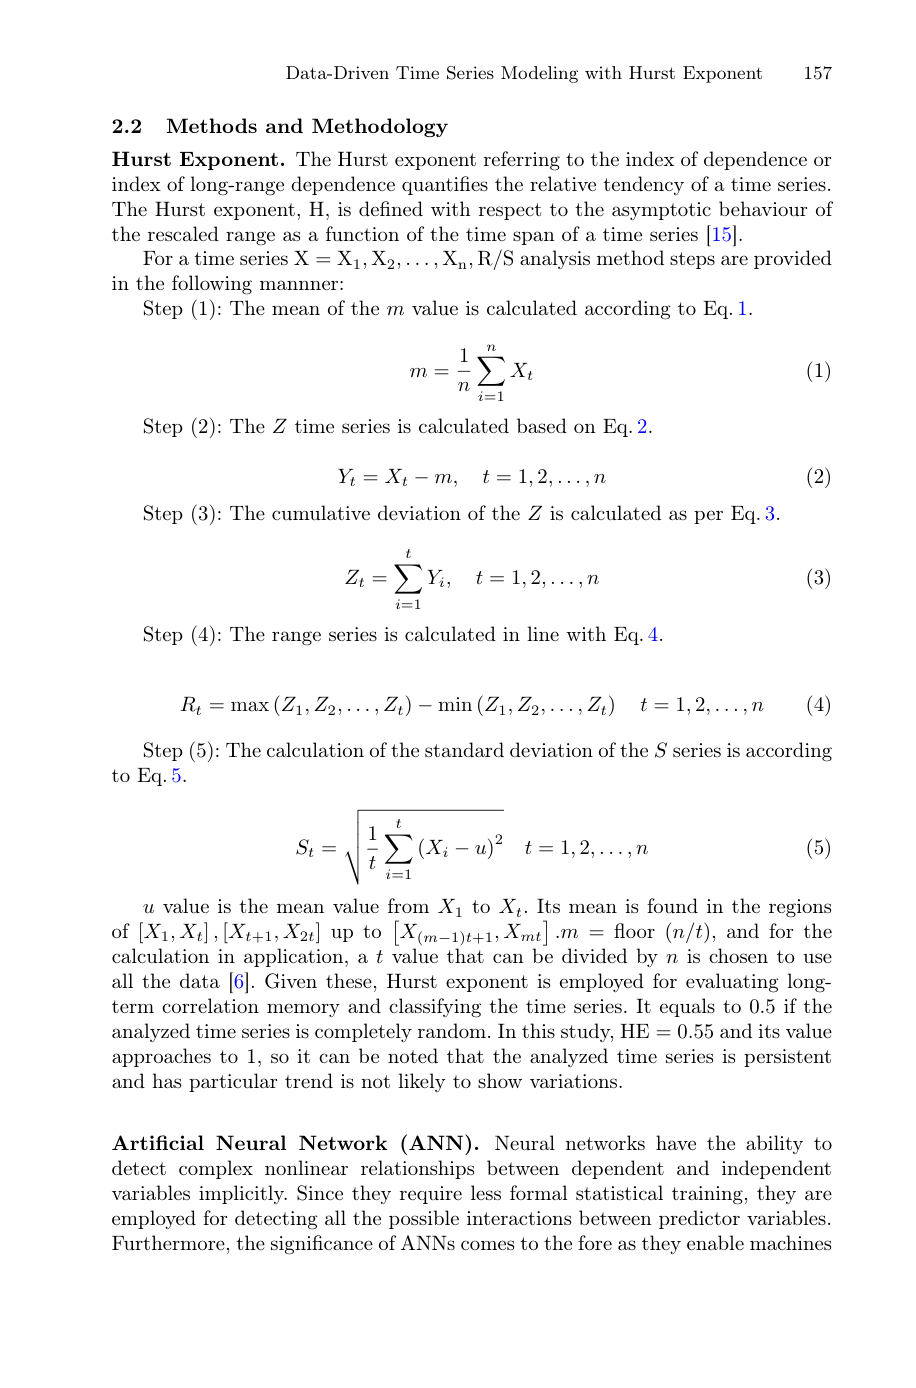 Data-Driven Time Series Modeling with Hurst Exponent 157
2.2 Methods and Methodology
Hurst Exponent. The Hurst exponent referring to the index of dependence or
index of long-range dependence quantifies the relative tendency of a time series.
The Hurst exponent, H, is defined with respect to the asymptotic behaviour of
the rescaled range as a function of the time span of a time series [15].
For a time series X = X₁, X₂, . . . , Xₙ, R/S analysis method steps are provided
in the following mannner:
Step (1): The mean of the m value is calculated according to Eq. 1.
m = \frac{1}{n} \sum_{i=1}^{n} X_t (1)
Step (2): The Z time series is calculated based on Eq. 2.
Y_t = X_t − m, t = 1, 2, . . . , n (2)
Step (3): The cumulative deviation of the Z is calculated as per Eq. 3.
Z_t = \sum_{i=1}^{t} Y_i, t = 1, 2, . . . , n (3)
Step (4): The range series is calculated in line with Eq. 4.
R_t = max (Z_1, Z_2, . . . , Z_t) − min (Z_1, Z_2, . . . , Z_t) t = 1, 2, . . . , n (4)
Step (5): The calculation of the standard deviation of the S series is according
to Eq. 5.
S_t = \sqrt{\frac{1}{t} \sum_{i=1}^{t} (X_i − u)^2} t = 1, 2, . . . , n (5)
u value is the mean value from X_1 to X_t. Its mean is found in the regions
of [X_1, X_t] , [X_{t+1}, X_{2t}] up to [X_{(m−1)t+1}, X_{mt}] .m = floor (n/t), and for the
calculation in application, a t value that can be divided by n is chosen to use
all the data [6]. Given these, Hurst exponent is employed for evaluating long-
term correlation memory and classifying the time series. It equals to 0.5 if the
analyzed time series is completely random. In this study, HE = 0.55 and its value
approaches to 1, so it can be noted that the analyzed time series is persistent
and has particular trend is not likely to show variations.
Artificial Neural Network (ANN). Neural networks have the ability to
detect complex nonlinear relationships between dependent and independent
variables implicitly. Since they require less formal statistical training, they are
employed for detecting all the possible interactions between predictor variables.
Furthermore, the significance of ANNs comes to the fore as they enable machines